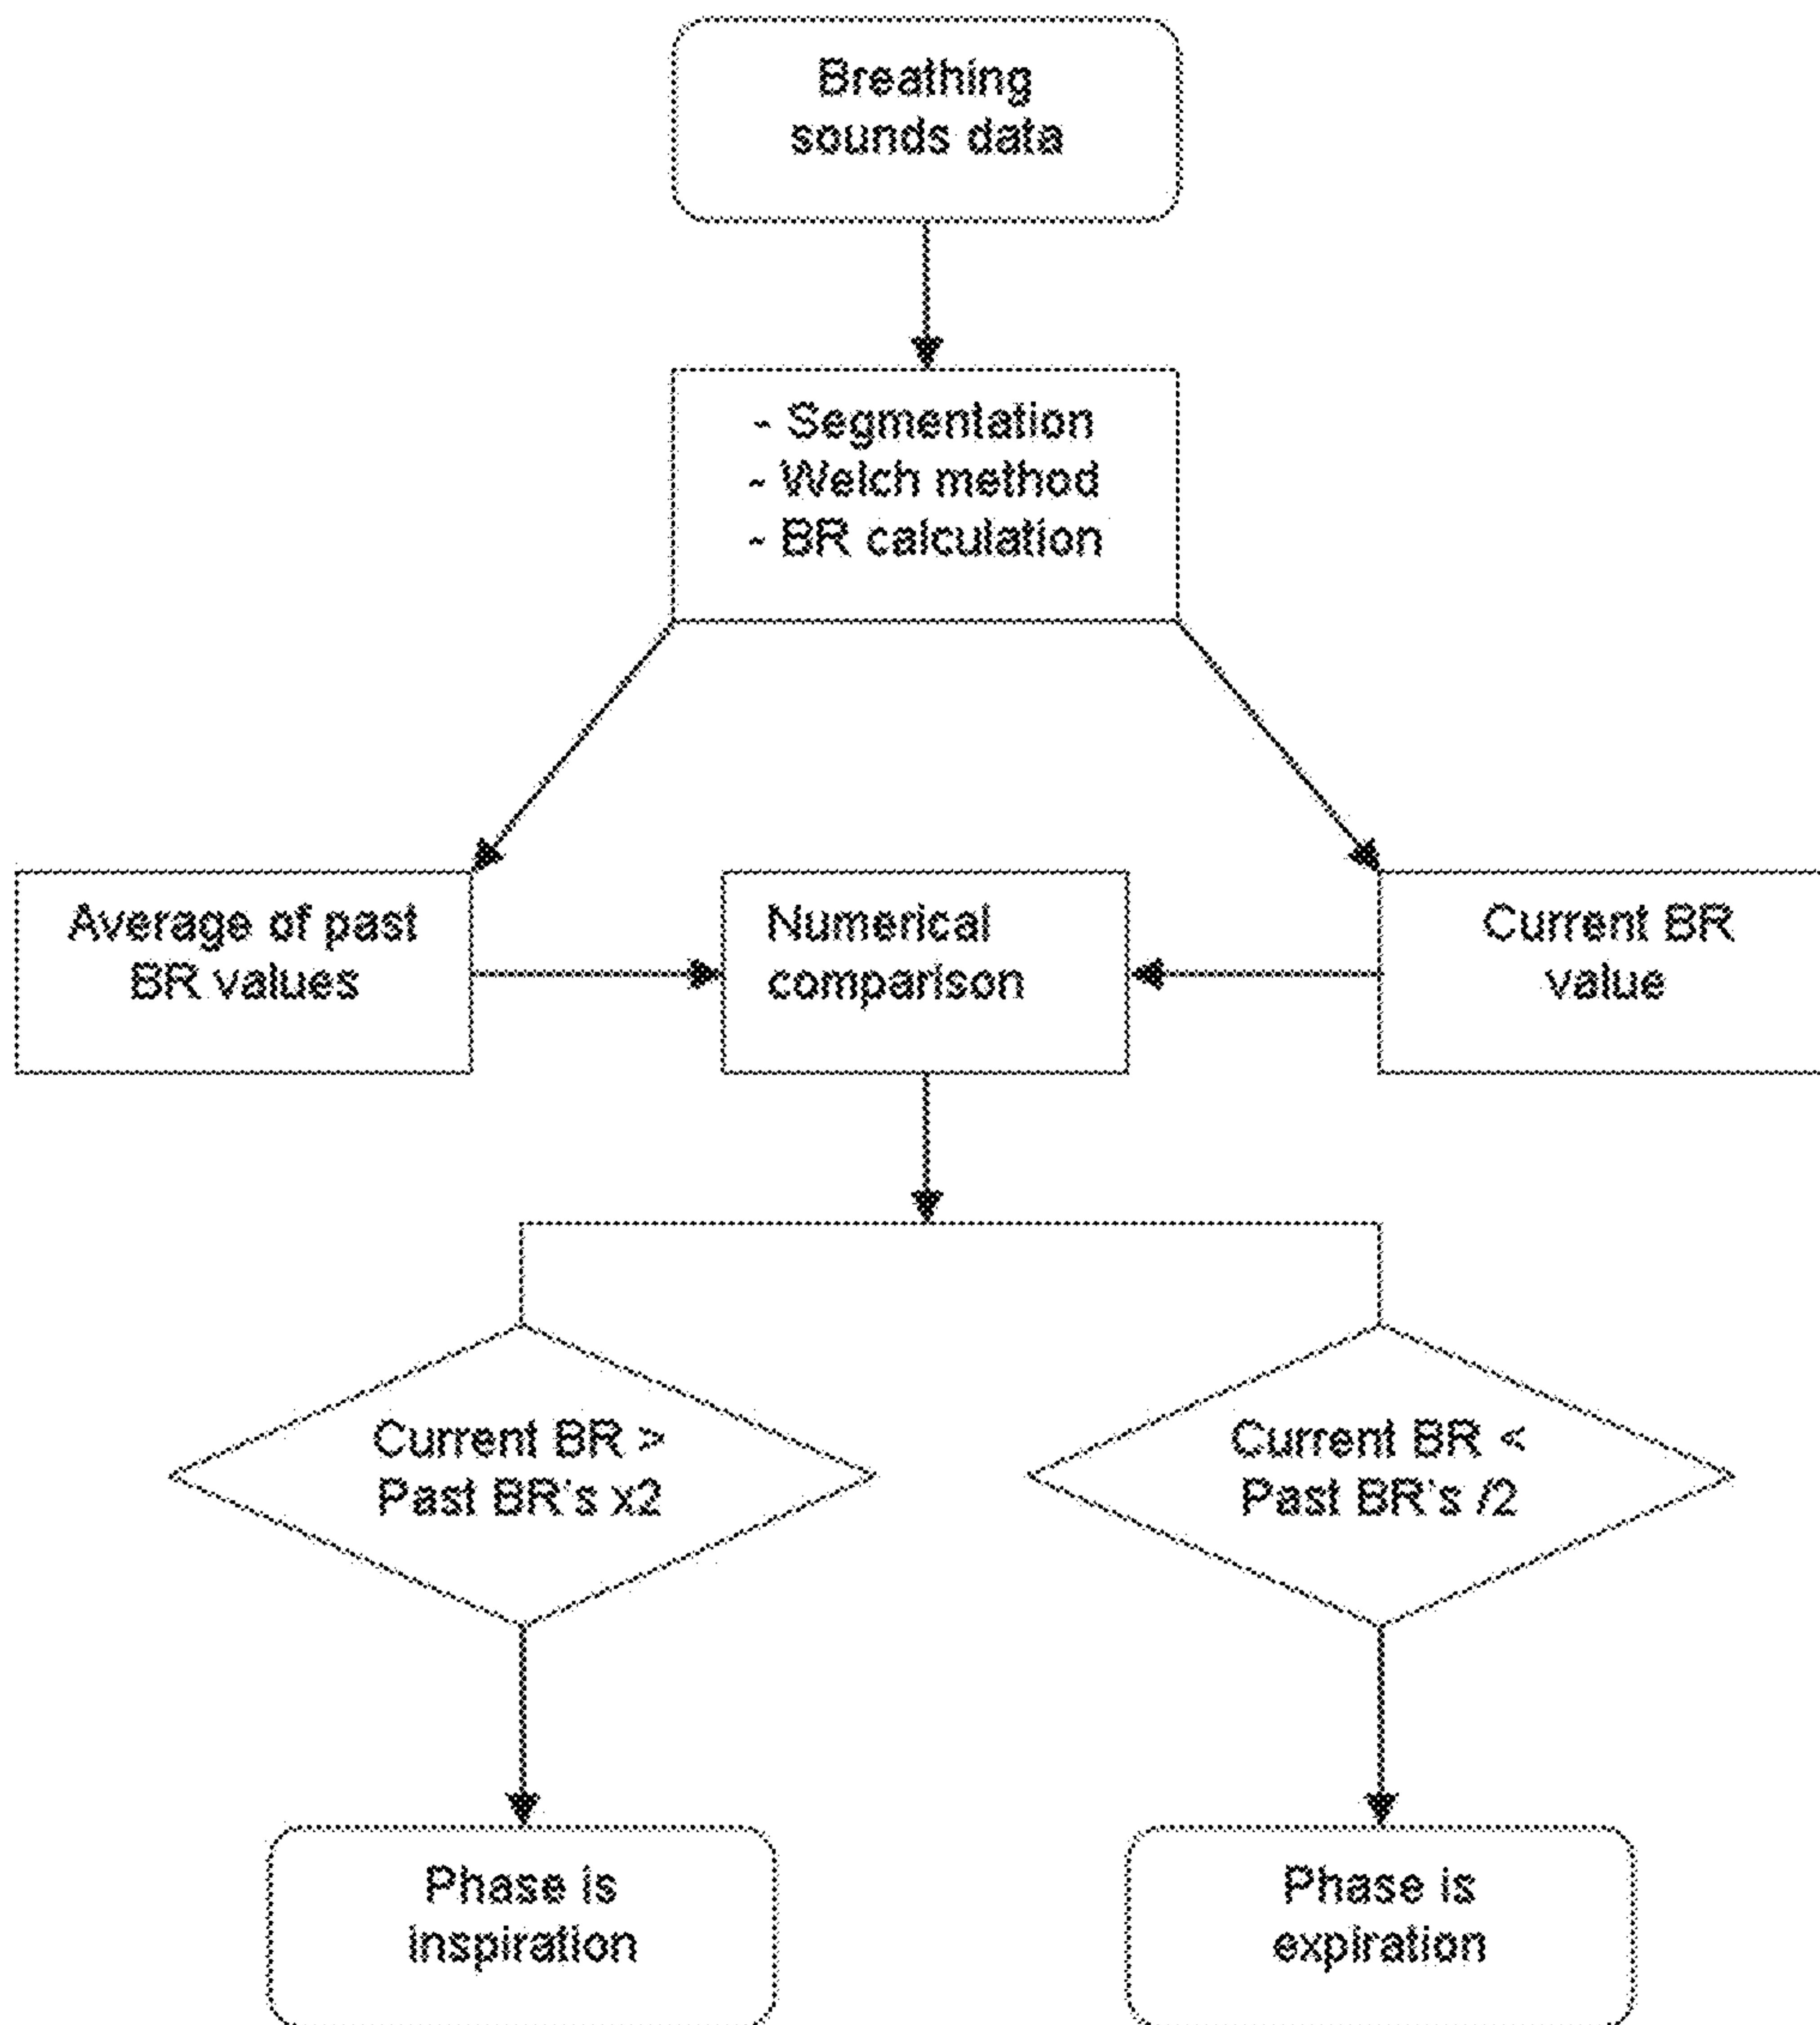 Breathing
sounds data
- Segmentation
- Welch method
- BR calculation
Average of past
BR values
Numerical
comparison
Current BR
value
Current BR >
Past BR's x2
Current BR <
Past BR's /2
Phase is
inspiration
Phase is
expiration